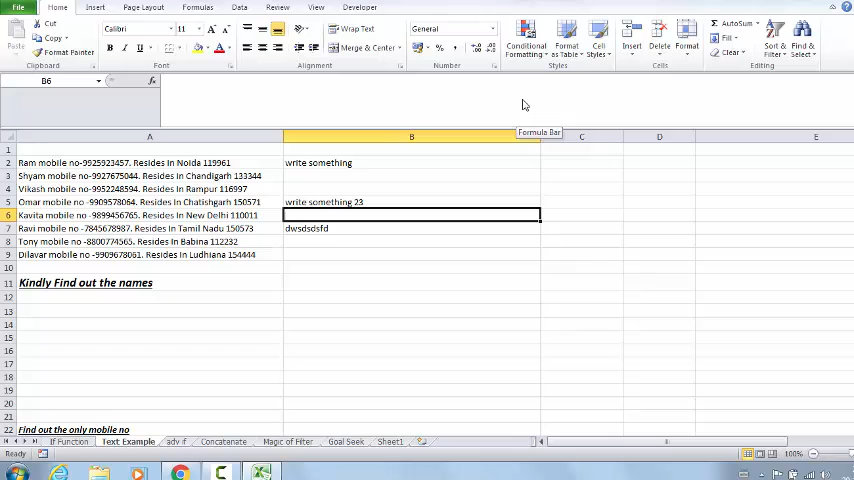 File Home Insert Page Layout Formulas Data Review View Developer
Cut Calibri 11 Wrap Text General AutoSum
Copy Fill
Paste Format Painter Merge & Center Conditional Formatting Format as Table Cell Styles Insert Delete Format Clear Sort & Filter Find & Select
Clipboard Font Alignment Number Styles Cells Editing
B6 fx
Formula Bar
A B C D E
1
2 Ram mobile no-9925923457. Resides In Noida 119961 write something
3 Shyam mobile no-9927675044. Resides In Chandigarh 133344
4 Vikash mobile no-9952248594. Resides In Rampur 116997
5 Omar mobile no -9909578064. Resides In Chatishgarh 150571 write something 23
6 Kavita mobile no -9899456765. Resides In New Delhi 110011
7 Ravi mobile no -7845678987. Resides In Tamil Nadu 150573 dwsdsdsfd
8 Tony mobile no -8800774565. Resides In Babina 112232
9 Dilavar mobile no -9909678061. Resides In Ludhiana 154444
10
11 Kindly Find out the names
12
13
14
15
16
17
18
19
20
21
22 Find out the only mobile no
If Function Text Example adv if Concatenate Magic of Filter Goal Seek Sheet1
Ready 100%